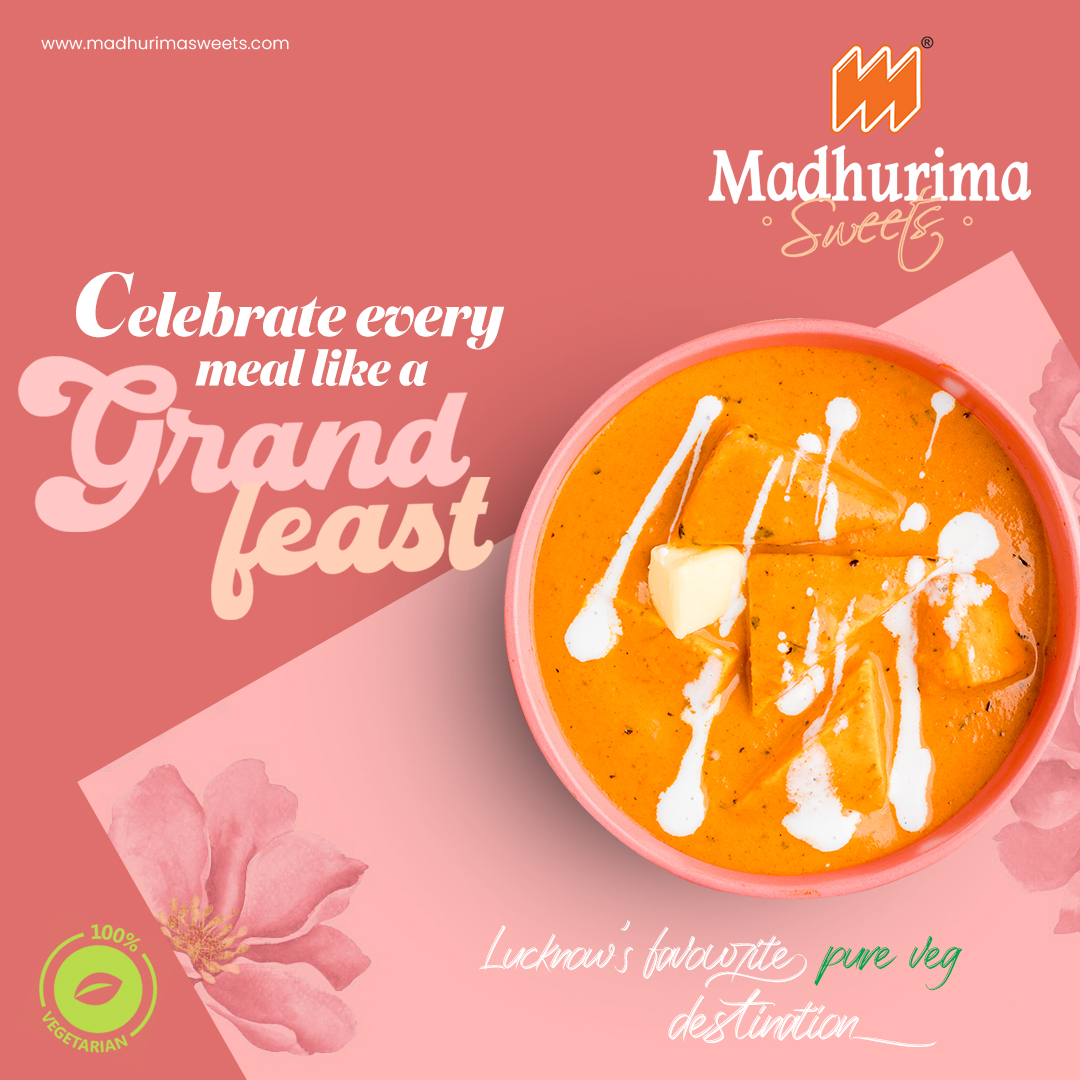 www.madhurimasweets.com
®
Madhurima
Sweets
Celebrate every
meal like a
Grand
feast
100%
VEGETARIAN
Lucknow's favourite pure veg
destination